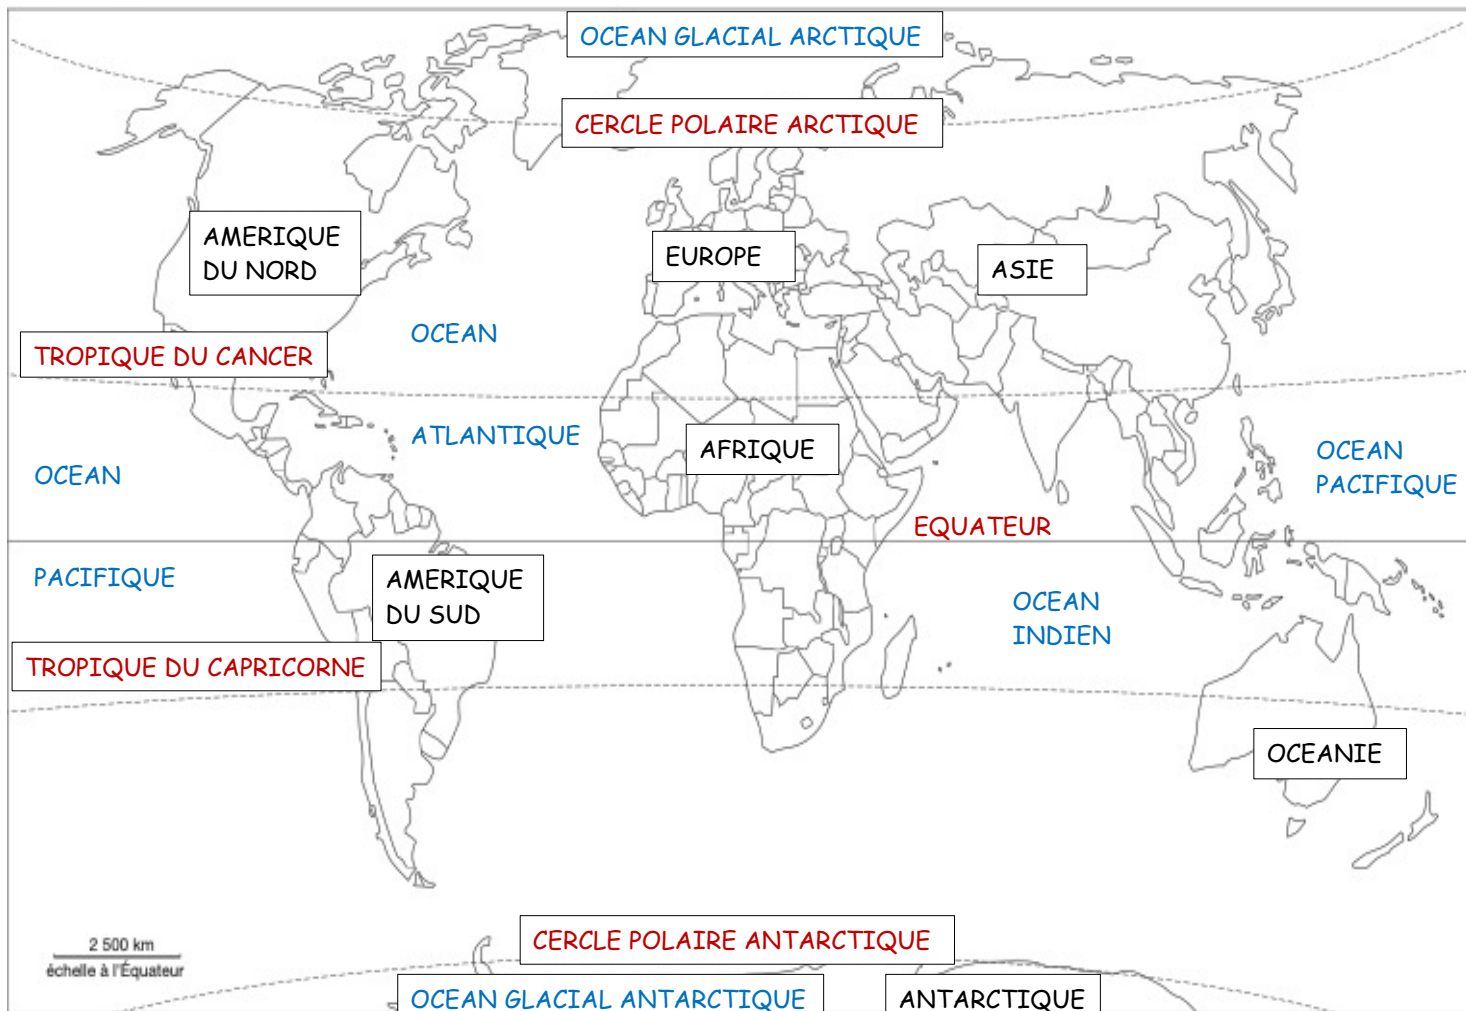 OCEAN GLACIAL ARCTIQUE
CERCLE POLAIRE ARCTIQUE
AMERIQUE
DU NORD
EUROPE
ASIE
OCEAN
TROPIQUE DU CANCER
ATLANTIQUE
AFRIQUE
OCEAN
PACIFIQUE
OCEAN
EQUATEUR
PACIFIQUE
AMERIQUE
DU SUD
OCEAN
INDIEN
TROPIQUE DU CAPRICORNE
OCEANIE
CERCLE POLAIRE ANTARCTIQUE
2 500 km
échelle à l'Équateur
OCEAN GLACIAL ANTARCTIQUE
ANTARCTIQUE